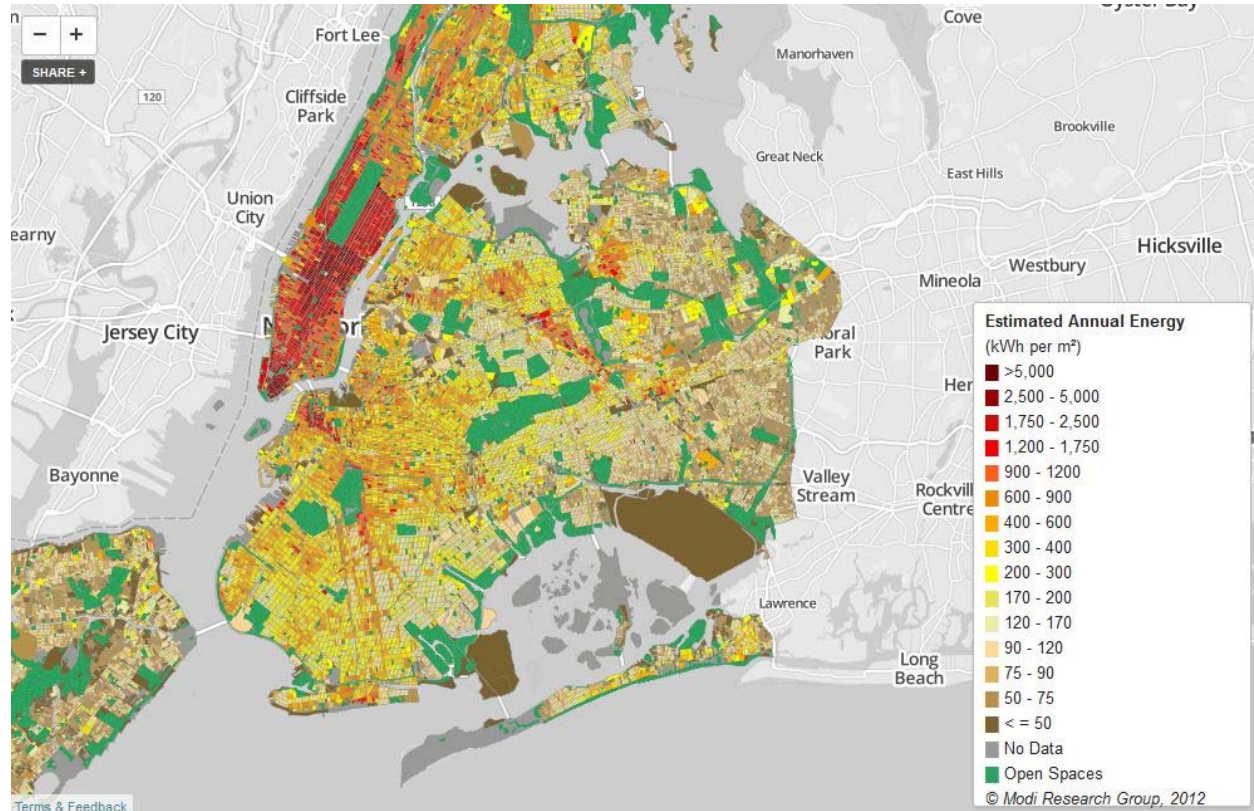 Cove
Fort Lee
Manorhaven
SHARE +
120
Cliffside
Park
Brookville
Great Neck
East Hills
Union
City
earny
Hicksville
Westbury
Mineola
Jersey City
Park
Bayonne
Valley
Stream
Lawrence
Long
Beach
Estimated Annual Energy
(kWh per m²)
>5,000
2,500 - 5,000
1,750 - 2,500
1,200 - 1,750
900 - 1200
600 - 900
400 - 600
300 - 400
200 - 300
170 - 200
120 - 170
90 - 120
75 - 90
50 - 75
< = 50
No Data
Open Spaces
© Modi Research Group, 2012
Terms & Feedback